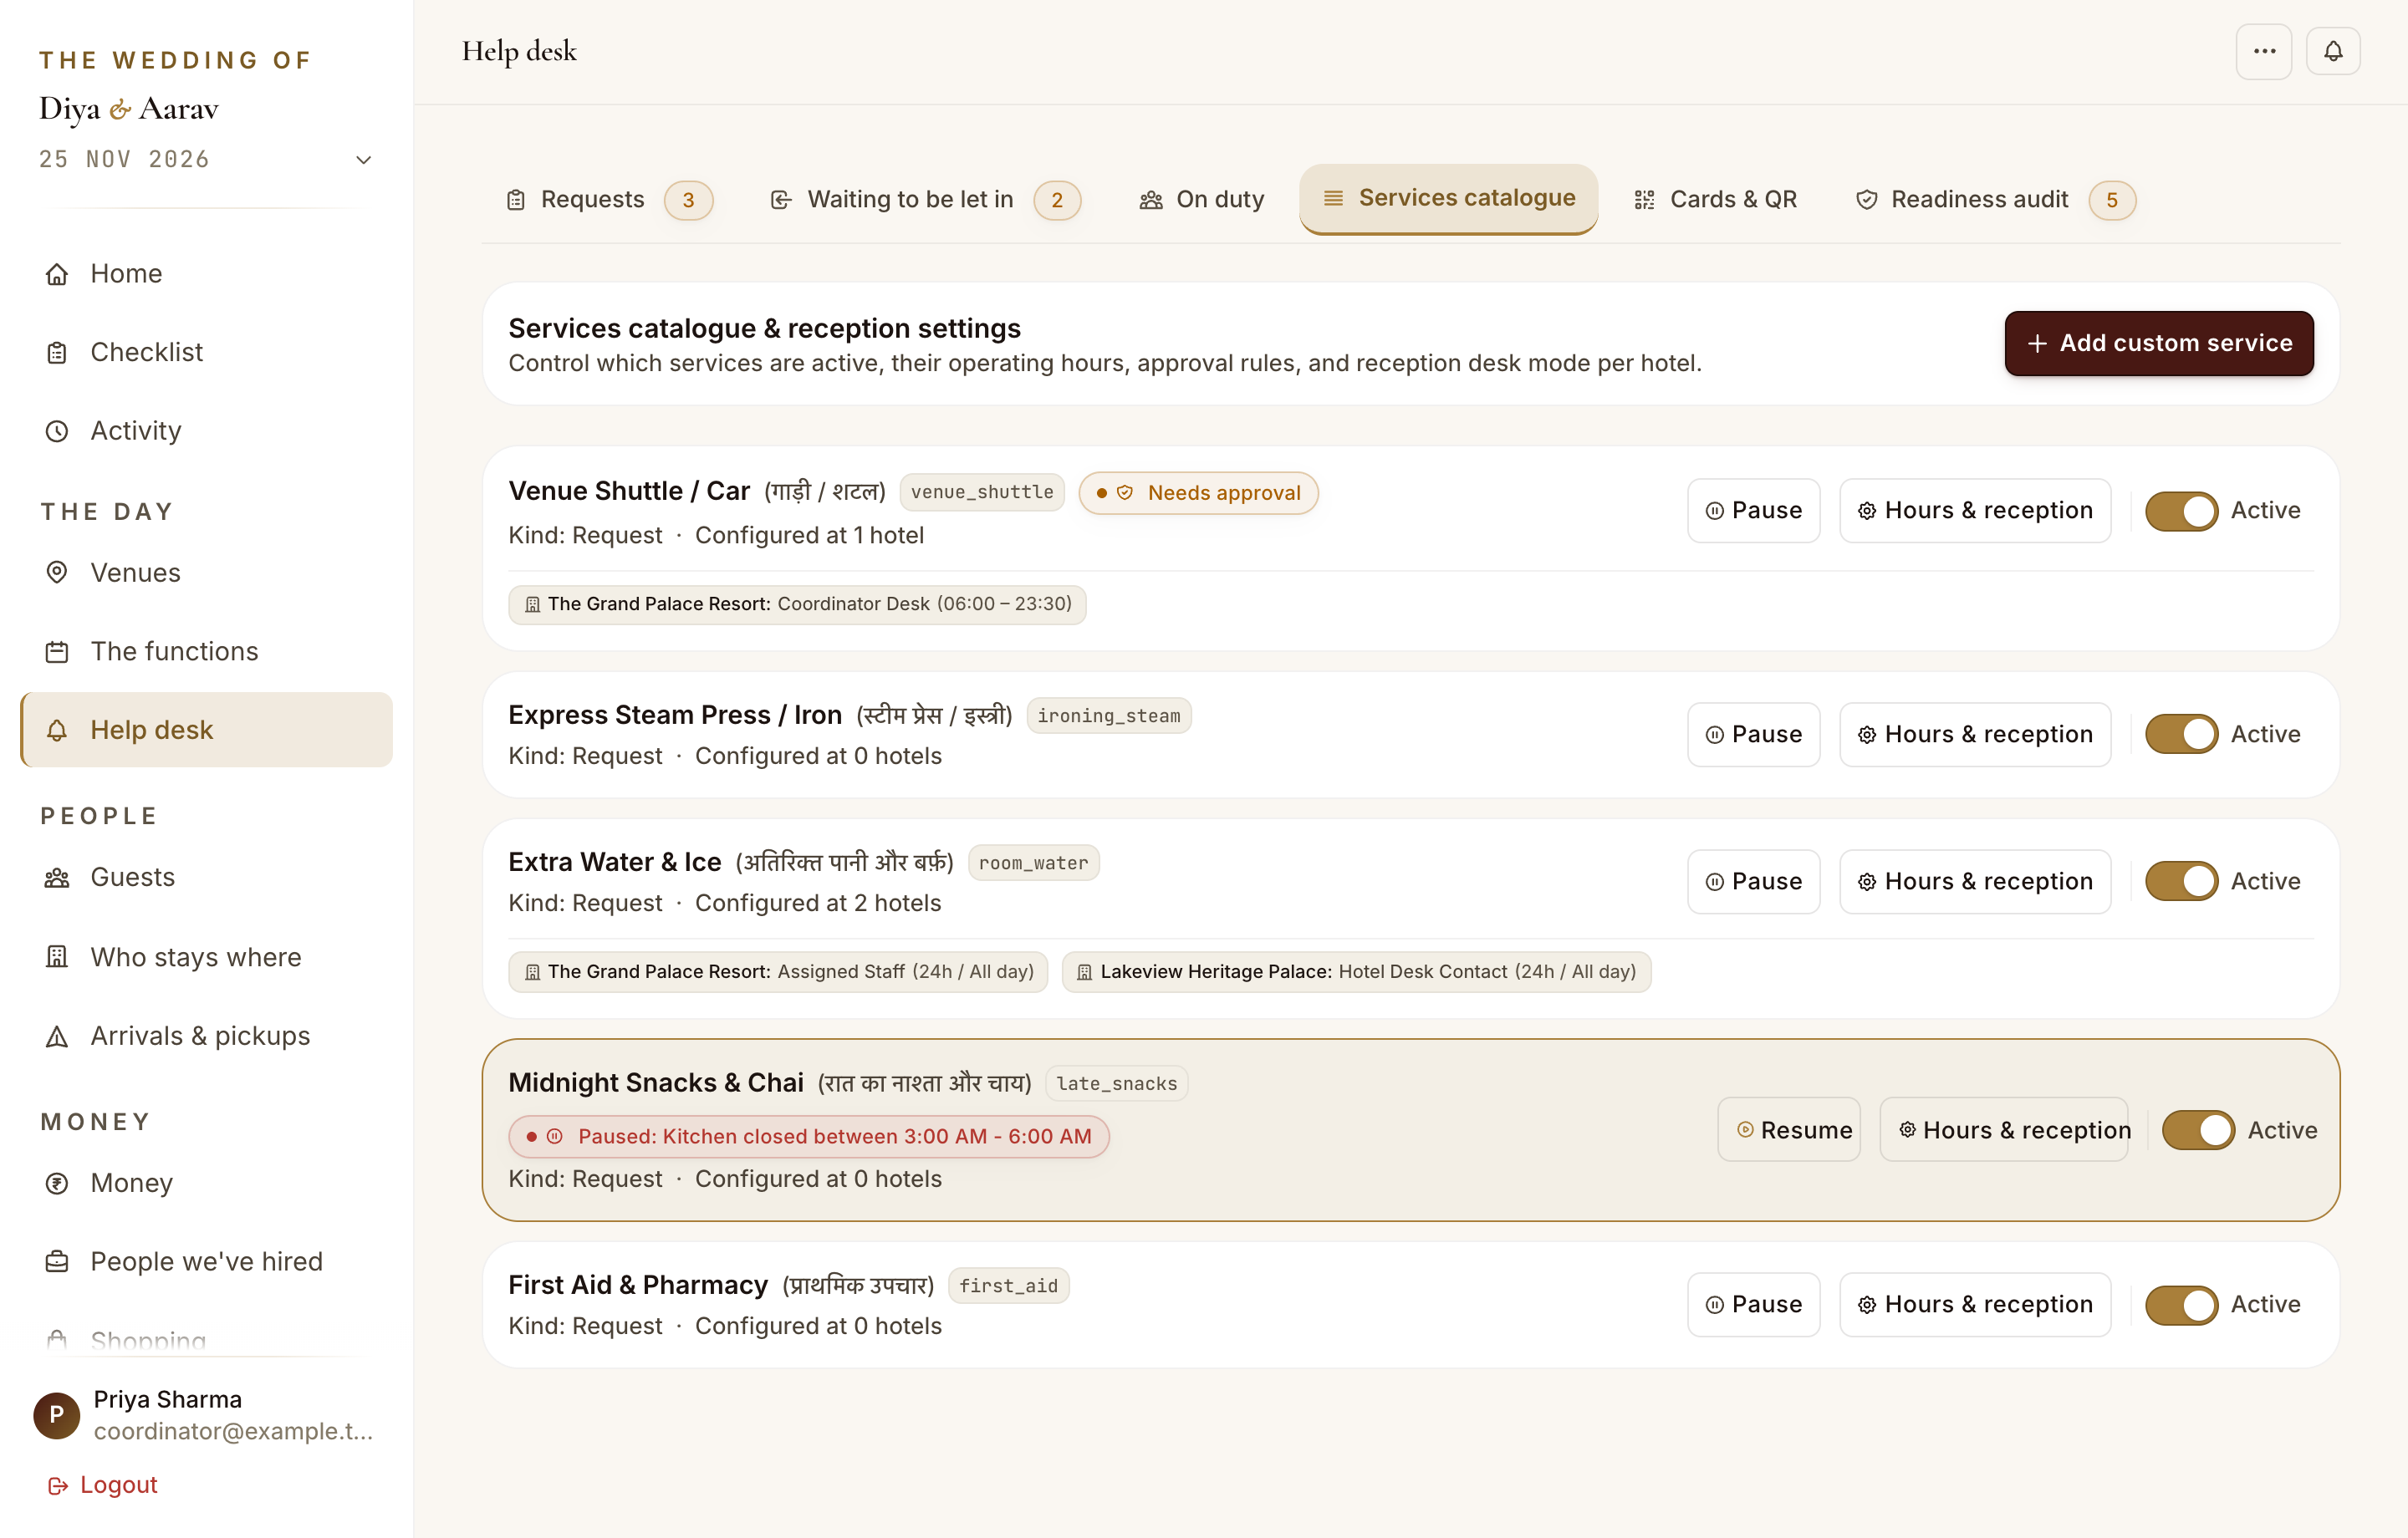 THE WEDDING OF
Diya & Aarav
25 NOV 2026
Home
Checklist
Activity
THE DAY
Venues
The functions
Help desk
PEOPLE
Guests
Who stays where
Arrivals & pickups
MONEY
Money
People we've hired
Shopping
P
Priya Sharma
coordinator@example.t...
Logout
Help desk
Requests 3
Waiting to be let in 2
On duty
Services catalogue
Cards & QR
Readiness audit 5
Services catalogue & reception settings
Control which services are active, their operating hours, approval rules, and reception desk mode per hotel.
+ Add custom service
Venue Shuttle / Car (गाड़ी / शटल) venue_shuttle Needs approval
Kind: Request · Configured at 1 hotel
Pause
Hours & reception
Active
The Grand Palace Resort: Coordinator Desk (06:00 – 23:30)
Express Steam Press / Iron (स्टीम प्रेस / इस्त्री) ironing_steam
Kind: Request · Configured at 0 hotels
Pause
Hours & reception
Active
Extra Water & Ice (अतिरिक्त पानी और बर्फ़) room_water
Kind: Request · Configured at 2 hotels
Pause
Hours & reception
Active
The Grand Palace Resort: Assigned Staff (24h / All day)
Lakeview Heritage Palace: Hotel Desk Contact (24h / All day)
Midnight Snacks & Chai (रात का नाश्ता और चाय) late_snacks
Paused: Kitchen closed between 3:00 AM - 6:00 AM
Kind: Request · Configured at 0 hotels
Resume
Hours & reception
Active
First Aid & Pharmacy (प्राथमिक उपचार) first_aid
Kind: Request · Configured at 0 hotels
Pause
Hours & reception
Active